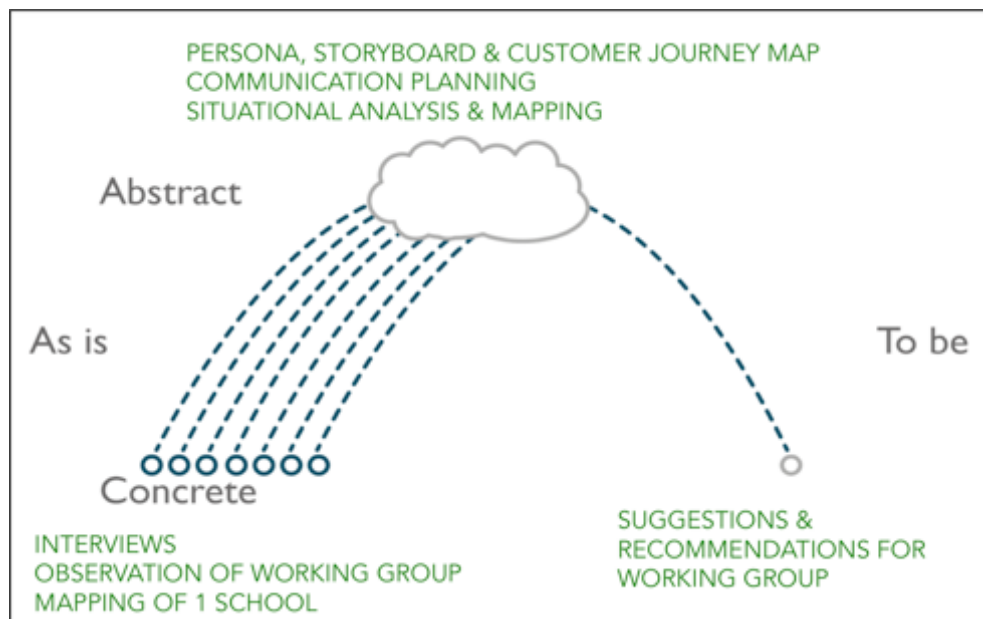 PERSONA, STORYBOARD & CUSTOMER JOURNEY MAP
COMMUNICATION PLANNING
SITUATIONAL ANALYSIS & MAPPING
Abstract
As is
To be
Concrete
INTERVIEWS
OBSERVATION OF WORKING GROUP
MAPPING OF 1 SCHOOL
SUGGESTIONS &
RECOMMENDATIONS FOR
WORKING GROUP